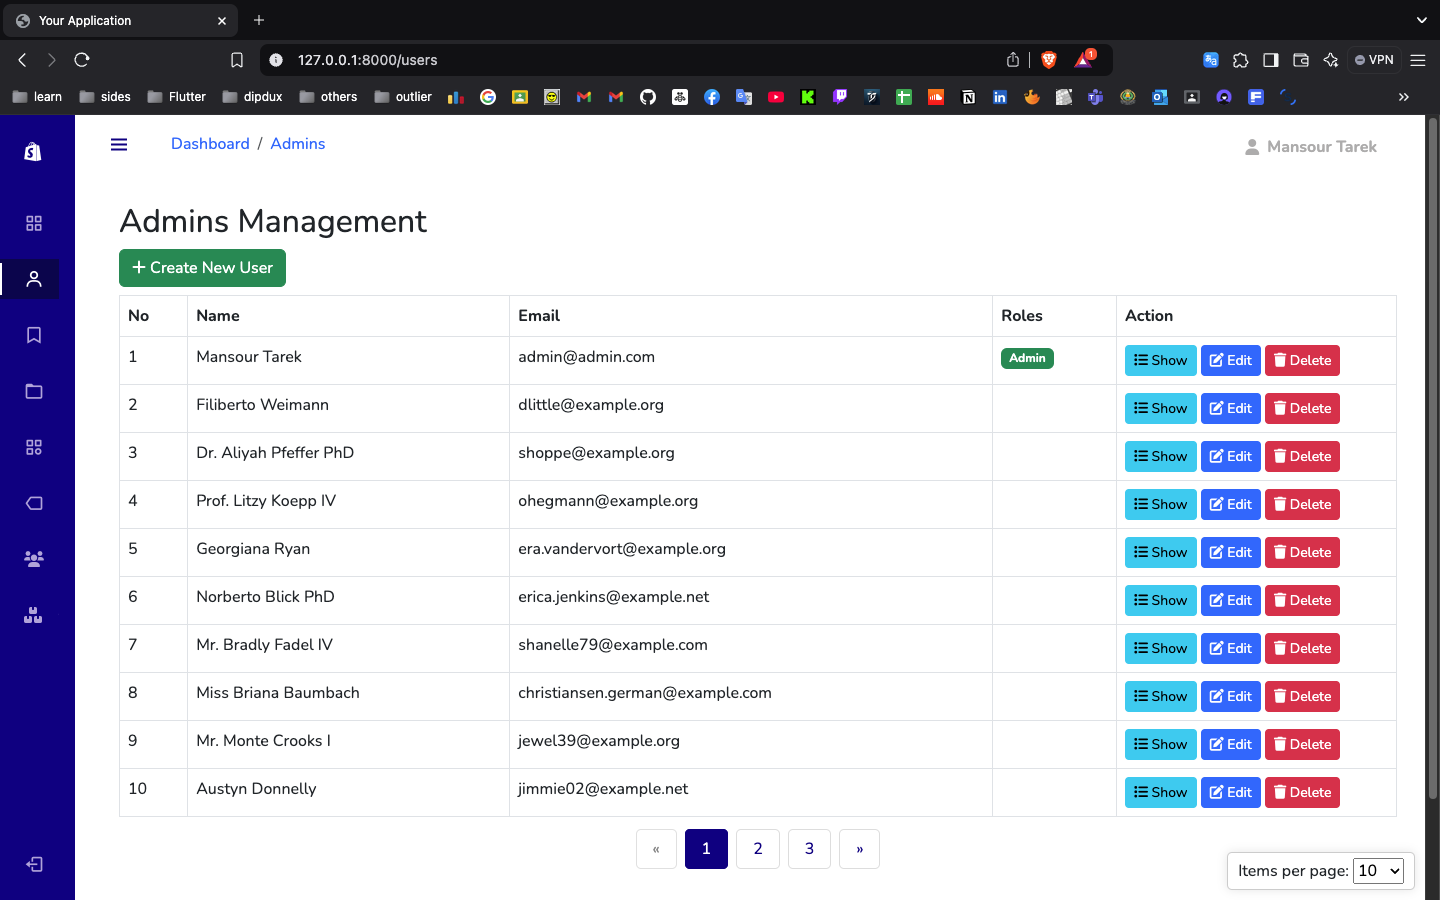 Your Application
127.0.0.1:8000/users
1
VPN
learn
sides
Flutter
dipdux
others
outlier
Dashboard / Admins
Mansour Tarek
Admins Management
Create New User
No Name Email Roles Action
1 Mansour Tarek admin@admin.com Admin Show Edit Delete
2 Filiberto Weimann dlittle@example.org Show Edit Delete
3 Dr. Aliyah Pfeffer PhD shoppe@example.org Show Edit Delete
4 Prof. Litzy Koepp IV ohegmann@example.org Show Edit Delete
5 Georgiana Ryan era.vandervort@example.org Show Edit Delete
6 Norberto Blick PhD erica.jenkins@example.net Show Edit Delete
7 Mr. Bradly Fadel IV shanelle79@example.com Show Edit Delete
8 Miss Briana Baumbach christiansen.german@example.com Show Edit Delete
9 Mr. Monte Crooks I jewel39@example.org Show Edit Delete
10 Austyn Donnelly jimmie02@example.net Show Edit Delete
« 1 2 3 »
Items per page: 10